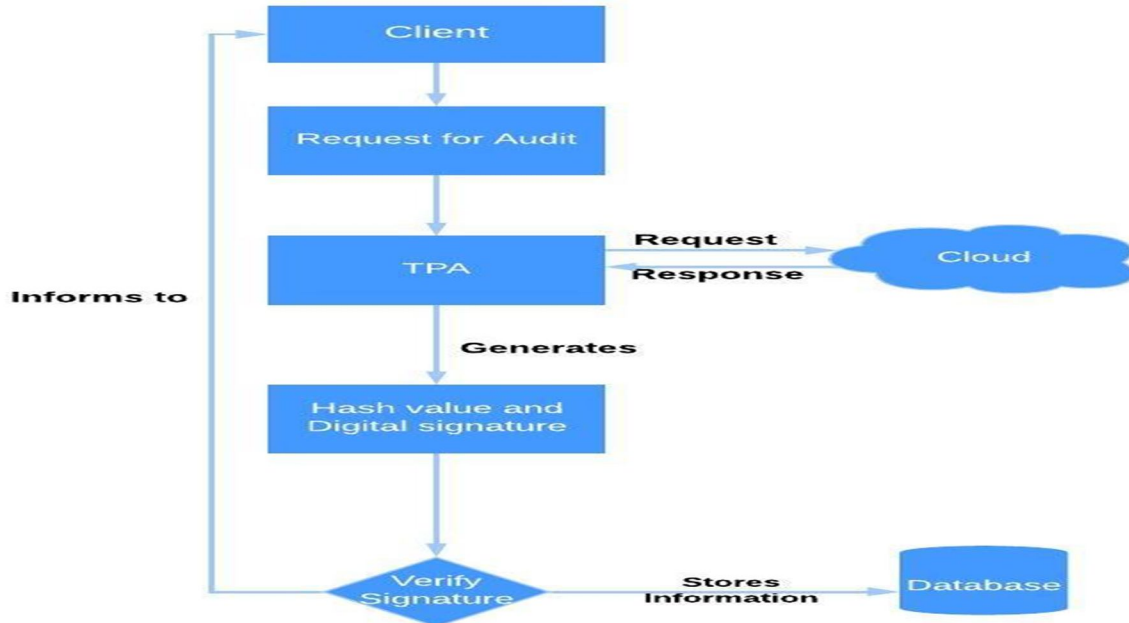 Client
Request for Audit
TPA
Request
Response
Cloud
Informs to
Generates
Hash value and
Digital signature
Verify
Signature
Stores
Information
Database